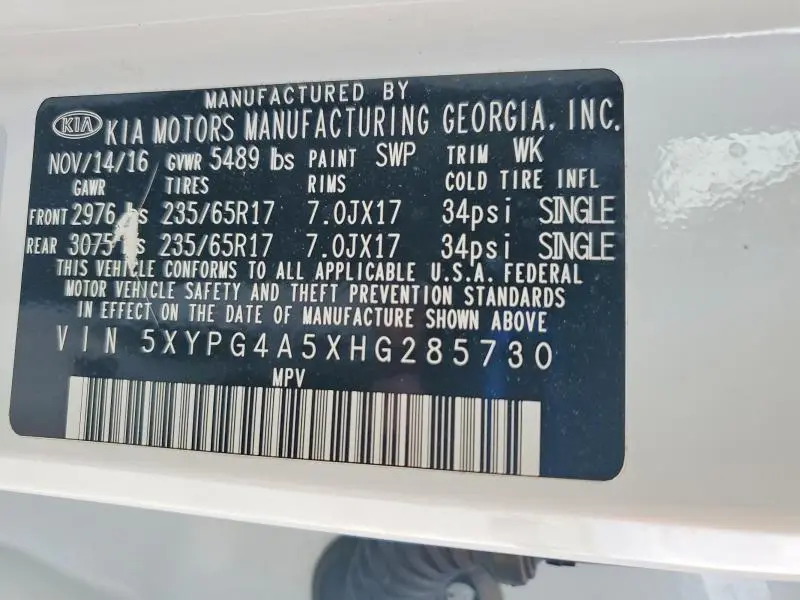 MANUFACTURED BY
KIA KIA MOTORS MANUFACTURING GEORGIA, INC.
NOV/14/16 GVWR 5489 lbs PAINT SWP TRIM WK
GAWR TIRES RIMS COLD TIRE INFL
FRONT 2976 lbs 235/65R17 7.0JX17 34psi SINGLE
REAR 3075 lbs 235/65R17 7.0JX17 34psi SINGLE
THIS VEHICLE CONFORMS TO ALL APPLICABLE U.S.A. FEDERAL
MOTOR VEHICLE SAFETY AND THEFT PREVENTION STANDARDS
IN EFFECT ON THE DATE OF MANUFACTURE SHOWN ABOVE
VIN 5XYPG4A5XHG285730
MPV